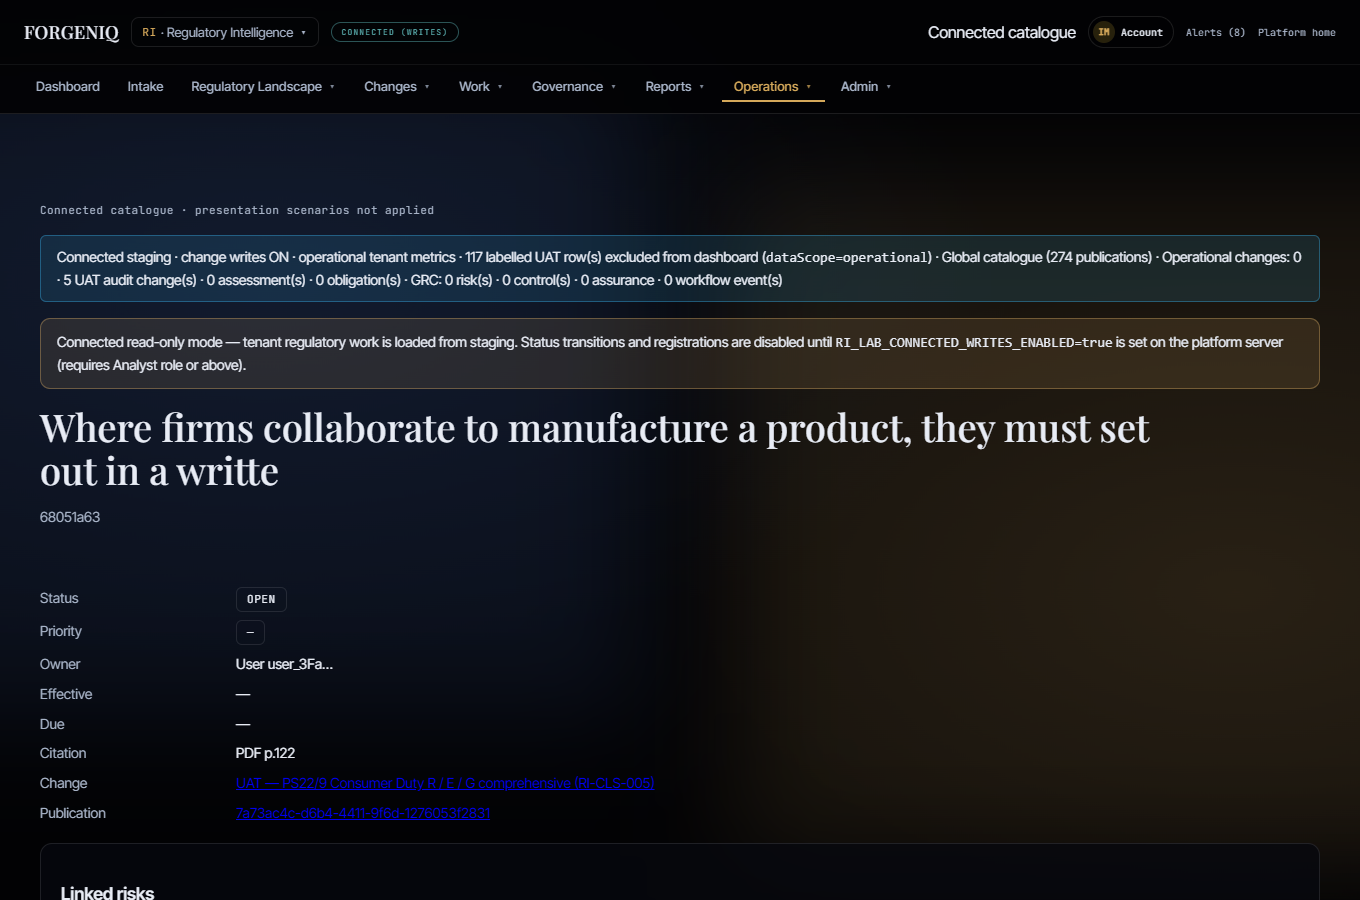 FORGENIQ
RI · Regulatory Intelligence
CONNECTED (WRITES)
Connected catalogue
IM Account
Alerts (8)
Platform home
Dashboard
Intake
Regulatory Landscape
Changes
Work
Governance
Reports
Operations
Admin
Connected catalogue · presentation scenarios not applied
Connected staging · change writes ON · operational tenant metrics · 117 labelled UAT row(s) excluded from dashboard (dataScope=operational) · Global catalogue (274 publications) · Operational changes: 0
· 5 UAT audit change(s) · 0 assessment(s) · 0 obligation(s) · GRC: 0 risk(s) · 0 control(s) · 0 assurance · 0 workflow event(s)
Connected read-only mode — tenant regulatory work is loaded from staging. Status transitions and registrations are disabled until RI_LAB_CONNECTED_WRITES_ENABLED=true is set on the platform server
(requires Analyst role or above).
Where firms collaborate to manufacture a product, they must set
out in a writte
68051a63
Status OPEN
Priority —
Owner User user_3Fa...
Effective —
Due —
Citation PDF p.122
Change UAT — PS22/9 Consumer Duty R / E / G comprehensive (RI-CLS-005)
Publication 7a73ac4c-d6b4-4411-9f6d-1276053f2831
Linked risks